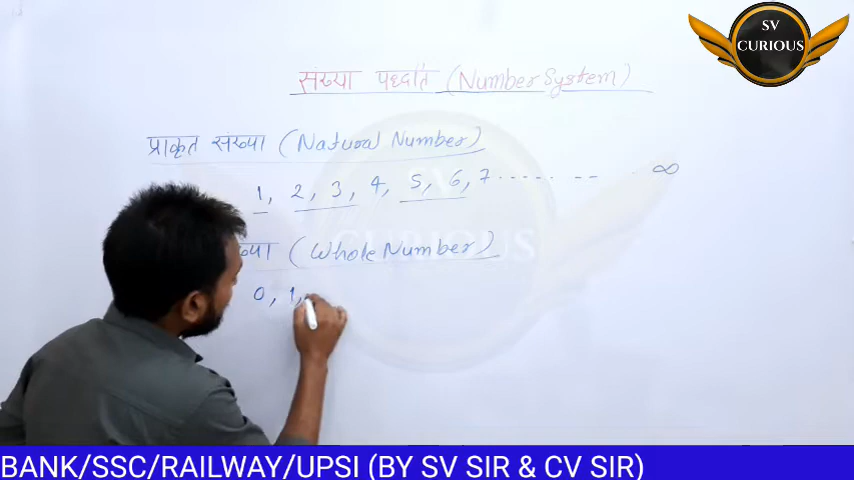 SV
CURIOUS
संख्या पद्धति (Number System)
प्राकृत संख्या (Natural Number)
1, 2, 3, 4, 5, 6, 7 ........ -- . ∞
ख्या (Whole Number)
0, 1,
BANK/SSC/RAILWAY/UPSI (BY SV SIR & CV SIR)